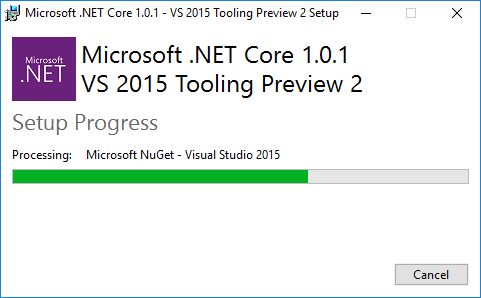 Microsoft .NET Core 1.0.1 - VS 2015 Tooling Preview 2 Setup
Microsoft
.NET
Microsoft .NET Core 1.0.1
VS 2015 Tooling Preview 2
Setup Progress
Processing: Microsoft NuGet - Visual Studio 2015
Cancel